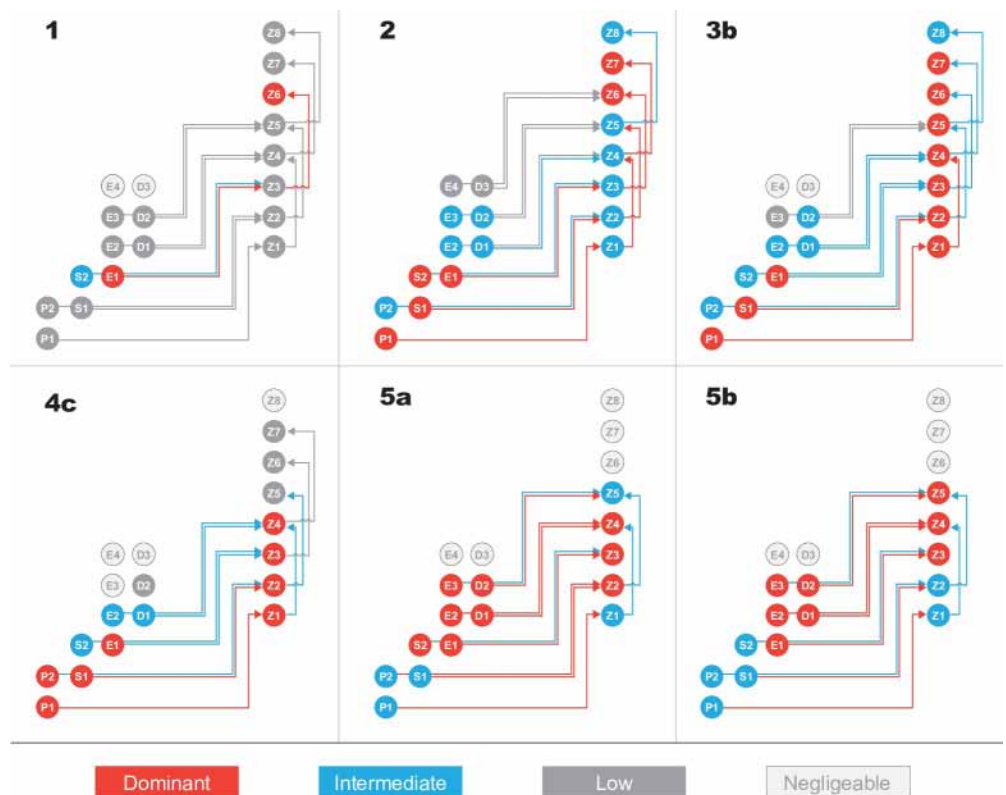 1
Z8
Z7
Z6
Z5
Z4
E4 D3 Z3
E3 D2 Z2
E2 D1 Z1
S2 E1
P2 S1
P1
2
Z8
Z7
Z6
Z5
Z4
E4 D3 Z3
E3 D2 Z2
E2 D1 Z1
S2 E1
P2 S1
P1
3b
Z8
Z7
Z6
Z5
Z4
E4 D3 Z3
E3 D2 Z2
E2 D1 Z1
S2 E1
P2 S1
P1
4c
Z8
Z7
Z6
Z5
Z4
E4 D3 Z3
E3 D2 Z2
E2 D1 Z1
S2 E1
P2 S1
P1
5a
Z8
Z7
Z6
Z5
Z4
E4 D3 Z3
E3 D2 Z2
E2 D1 Z1
S2 E1
P2 S1
P1
5b
Z8
Z7
Z6
Z5
Z4
E4 D3 Z3
E3 D2 Z2
E2 D1 Z1
S2 E1
P2 S1
P1
Dominant Intermediate Low Negligeable